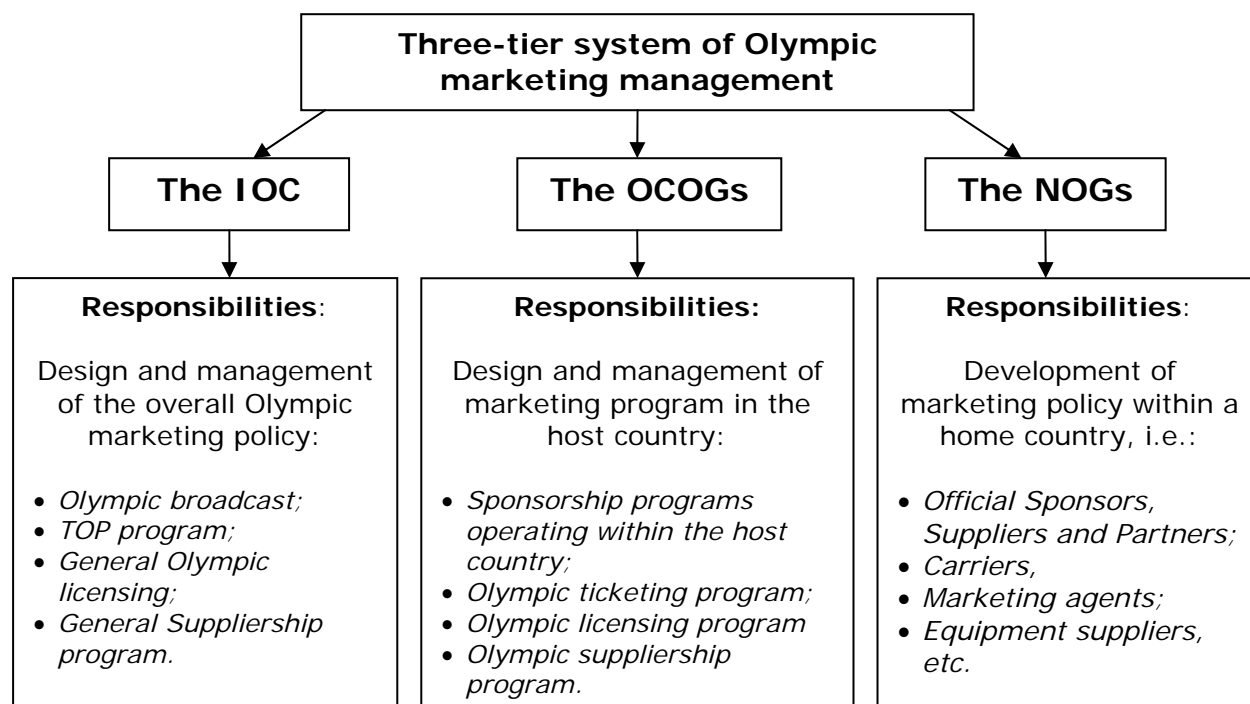 Three-tier system of Olympic
marketing management
The IOC
The OCOGs
The NOGs
Responsibilities:
Design and management
of the overall Olympic
marketing policy:
• Olympic broadcast;
• TOP program;
• General Olympic
licensing;
• General Suppliership
program.
Responsibilities:
Design and management of
marketing program in the
host country:
• Sponsorship programs
operating within the host
country;
• Olympic ticketing program;
• Olympic licensing program
• Olympic suppliership
program.
Responsibilities:
Development of
marketing policy within a
home country, i.e.:
• Official Sponsors,
Suppliers and Partners;
• Carriers,
• Marketing agents;
• Equipment suppliers,
etc.